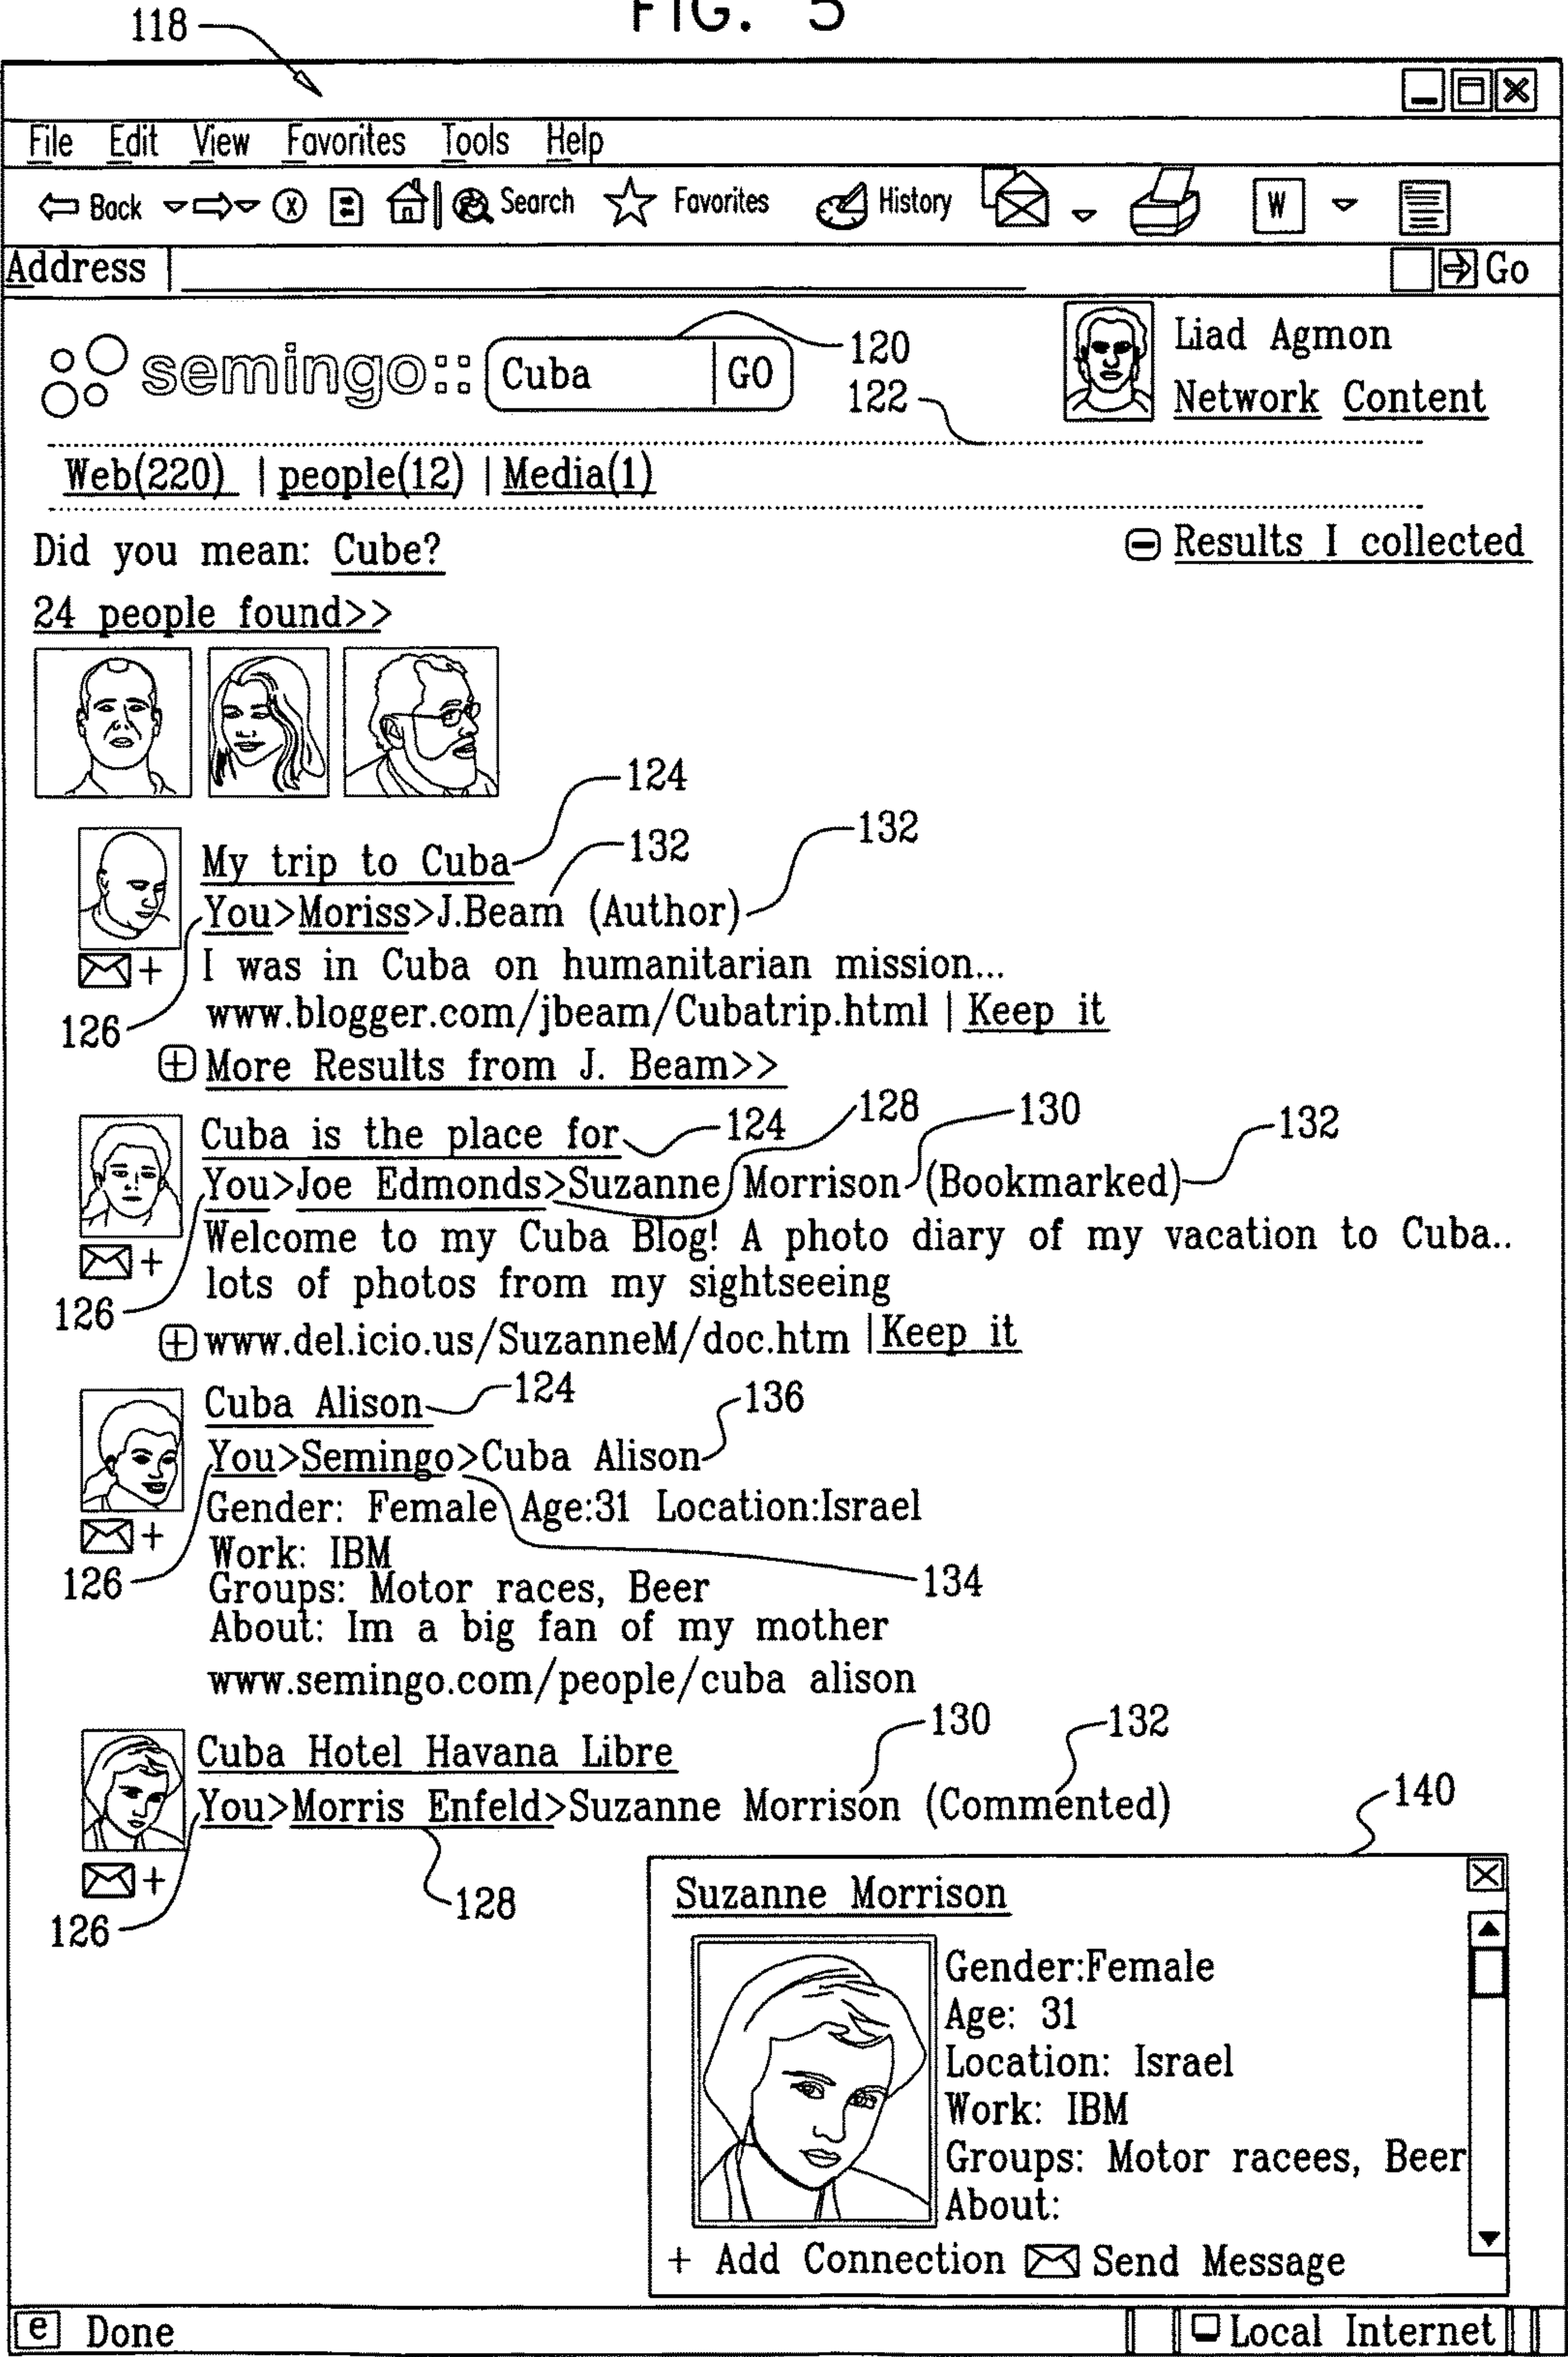 FIG. 5
118
File Edit View Favorites Tools Help
Back Search Favorites History W
Address Go
semingo:: Cuba GO 120 Liad Agmon
122 Network Content
Web(220) | people(12) | Media(1)
Did you mean: Cube? Results I collected
24 people found>>
124
My trip to Cuba 132 132
You>Moriss>J.Beam (Author)
+ I was in Cuba on humanitarian mission...
126 www.blogger.com/jbeam/Cubatrip.html | Keep it
+ More Results from J. Beam>>
Cuba is the place for 124 128 130 132
You>Joe Edmonds>Suzanne Morrison (Bookmarked)
+ Welcome to my Cuba Blog! A photo diary of my vacation to Cuba..
126 lots of photos from my sightseeing
+ www.del.icio.us/SuzanneM/doc.htm |Keep it
Cuba Alison 124 136
You>Semingo>Cuba Alison
Gender: Female Age:31 Location:Israel
+ Work: IBM
126 Groups: Motor races, Beer 134
About: Im a big fan of my mother
www.semingo.com/people/cuba alison
Cuba Hotel Havana Libre 130 132
You>Morris Enfeld>Suzanne Morrison (Commented) 140
+
126 128
Suzanne Morrison
Gender:Female
Age: 31
Location: Israel
Work: IBM
Groups: Motor racees, Beer
About:
+ Add Connection Send Message
e Done Local Internet